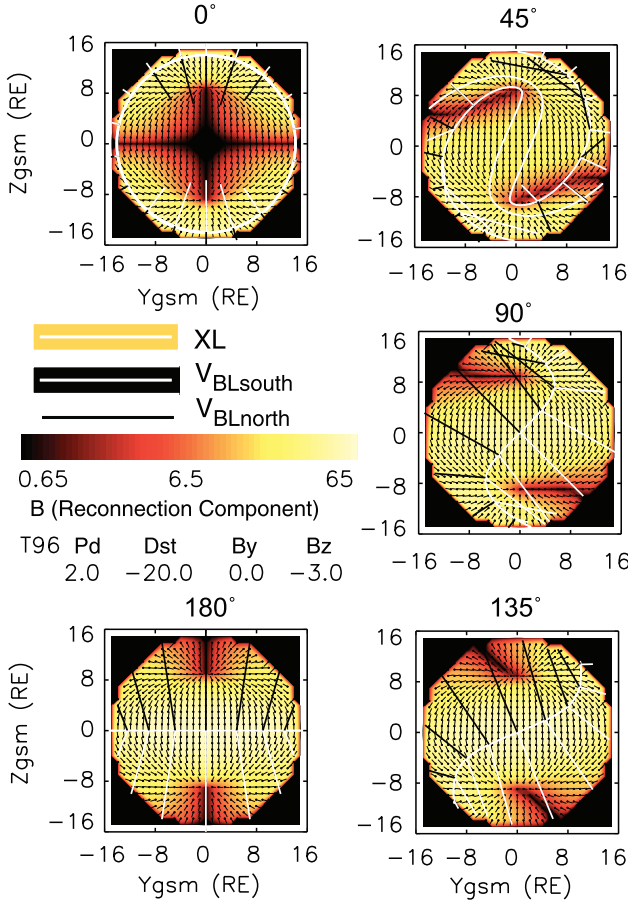 0°
45°
16
8
0
−8
−16
Zgsm (RE)
−16 −8 0 8 16
Ygsm (RE)
16
8
0
−8
−16
−16 −8 0 8 16
90°
XL
V BLsouth
V BLnorth
0.65 6.5 65
B (Reconnection Component)
T96 Pd Dst By Bz
2.0 −20.0 0.0 −3.0
16
8
0
−8
−16
−16 −8 0 8 16
180°
135°
16
8
0
−8
−16
Zgsm (RE)
−16 −8 0 8 16
Ygsm (RE)
16
8
0
−8
−16
−16 −8 0 8 16
Ygsm (RE)